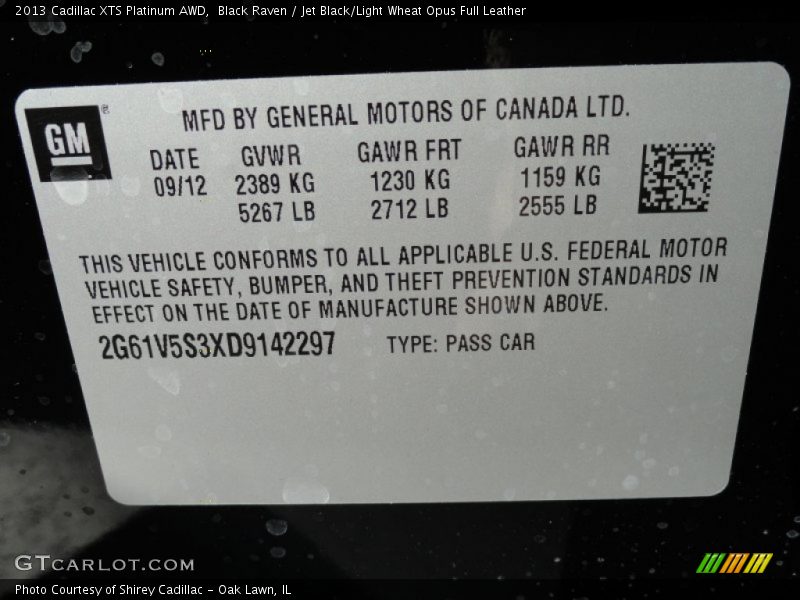 2013 Cadillac XTS Platinum AWD,  Black Raven / Jet Black/Light Wheat Opus Full Leather
GM®
MFD BY GENERAL MOTORS OF CANADA LTD.
DATE GVWR GAWR FRT GAWR RR
09/12 2389 KG 1230 KG 1159 KG
5267 LB 2712 LB 2555 LB
THIS VEHICLE CONFORMS TO ALL APPLICABLE U.S. FEDERAL MOTOR
VEHICLE SAFETY, BUMPER, AND THEFT PREVENTION STANDARDS IN
EFFECT ON THE DATE OF MANUFACTURE SHOWN ABOVE.
2G61V5S3XD9142297 TYPE: PASS CAR
GTCARLOT.COM
Photo Courtesy of Shirey Cadillac - Oak Lawn, IL